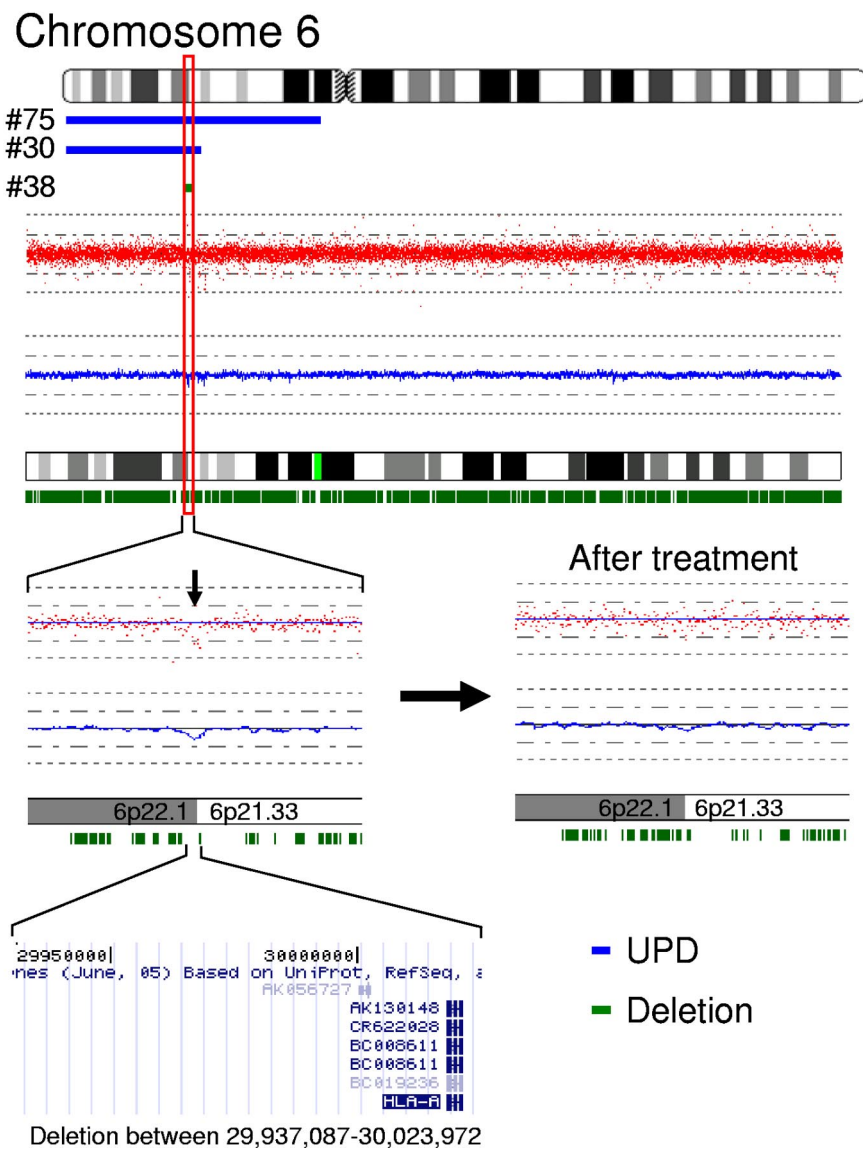 Chromosome 6
#75
#30
#38
After treatment
6p22.1 6p21.33
6p22.1 6p21.33
29950000| 30000000|
nes (June, 05) Based on UniProt, RefSeq, a
AK056727
AK130148
CR622028
BC008611
BC008611
BC019236
HLA-A
UPD
Deletion
Deletion between 29,937,087-30,023,972